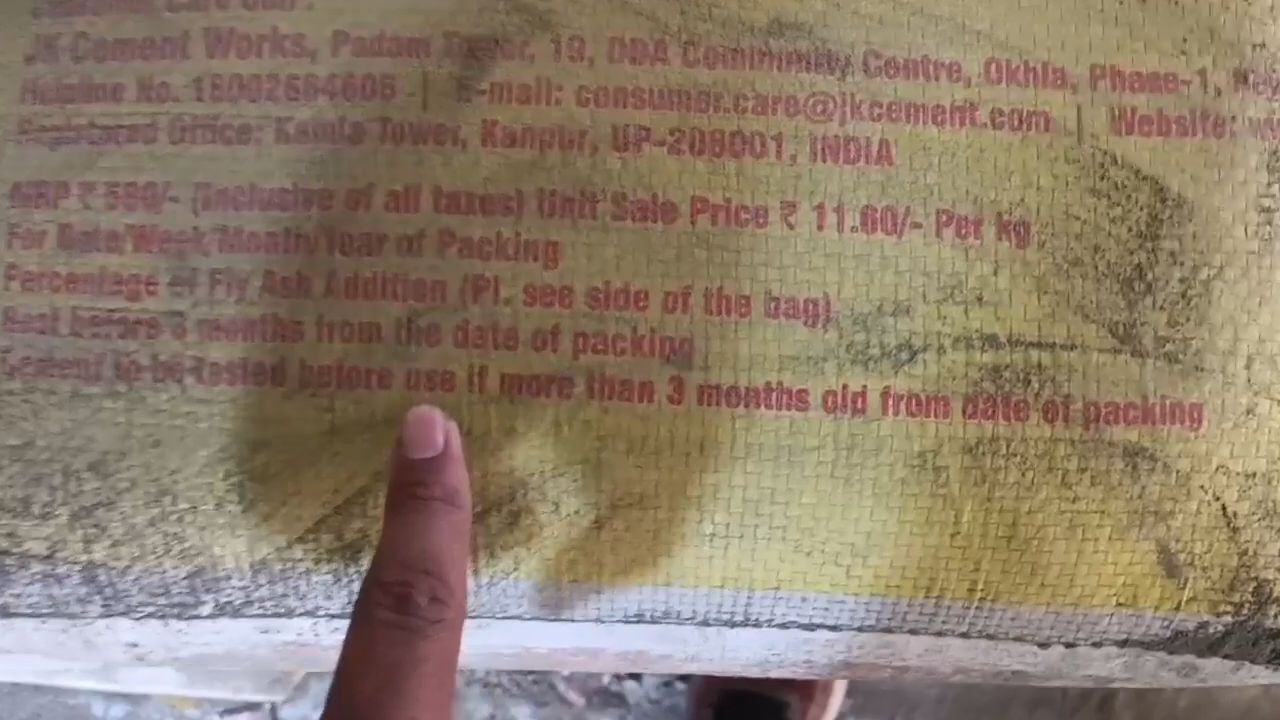 JK Cement Works, Padam Tower, 19, DDA Community Centre, Okhla, Phase-1,
Helpline No. 18002664606 | E-mail: consumer.care@jkcement.com | Website:
Registered Office: Kamla Tower, Kanpur, UP-208001, INDIA
MRP ₹ 580/- (Inclusive of all taxes) Unit Sale Price ₹ 11.60/- Per kg
For Date/Week/Month/Year of Packing
Percentage of Fly Ash Addition (Pl. see side of the bag)
Best before 3 months from the date of packing
Cement to be tested before use if more than 3 months old from date of packing